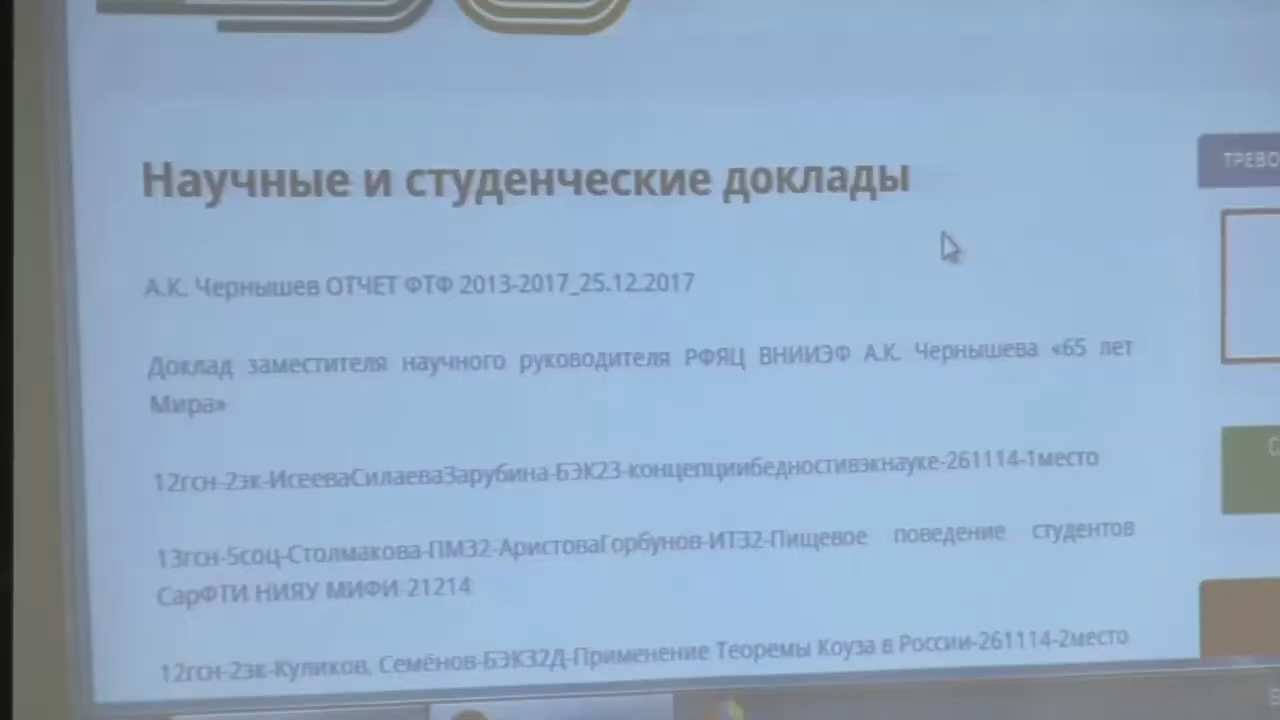 Научные и студенческие доклады
ТРЕВО
А.К. Чернышев ОТЧЕТ ФТФ 2013-2017_25.12.2017
Доклад заместителя научного руководителя РФЯЦ ВНИИЭФ А.К. Чернышева «65 лет
Мира»
12гсн-2эк-ИсееваСилаеваЗарубина-БЭК23-концепциибедностивэкнауке-261114-1место
13гсн-5соц-Столмакова-ПМ32-АристоваГорбунов-ИТ32-Пищевое поведение студентов
СарФТИ НИЯУ МИФИ-21214
12гсн-2эк-Куликов, Семёнов-БЭК32Д-Применение Теоремы Коуза в России-261114-2место